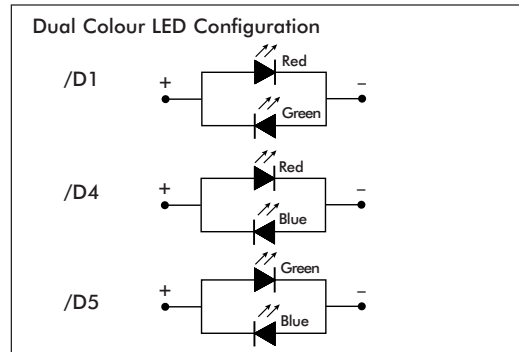 Dual Colour LED Configuration
Red
/D1 + −
Green
Red
/D4 + −
Blue
Green
/D5 + −
Blue